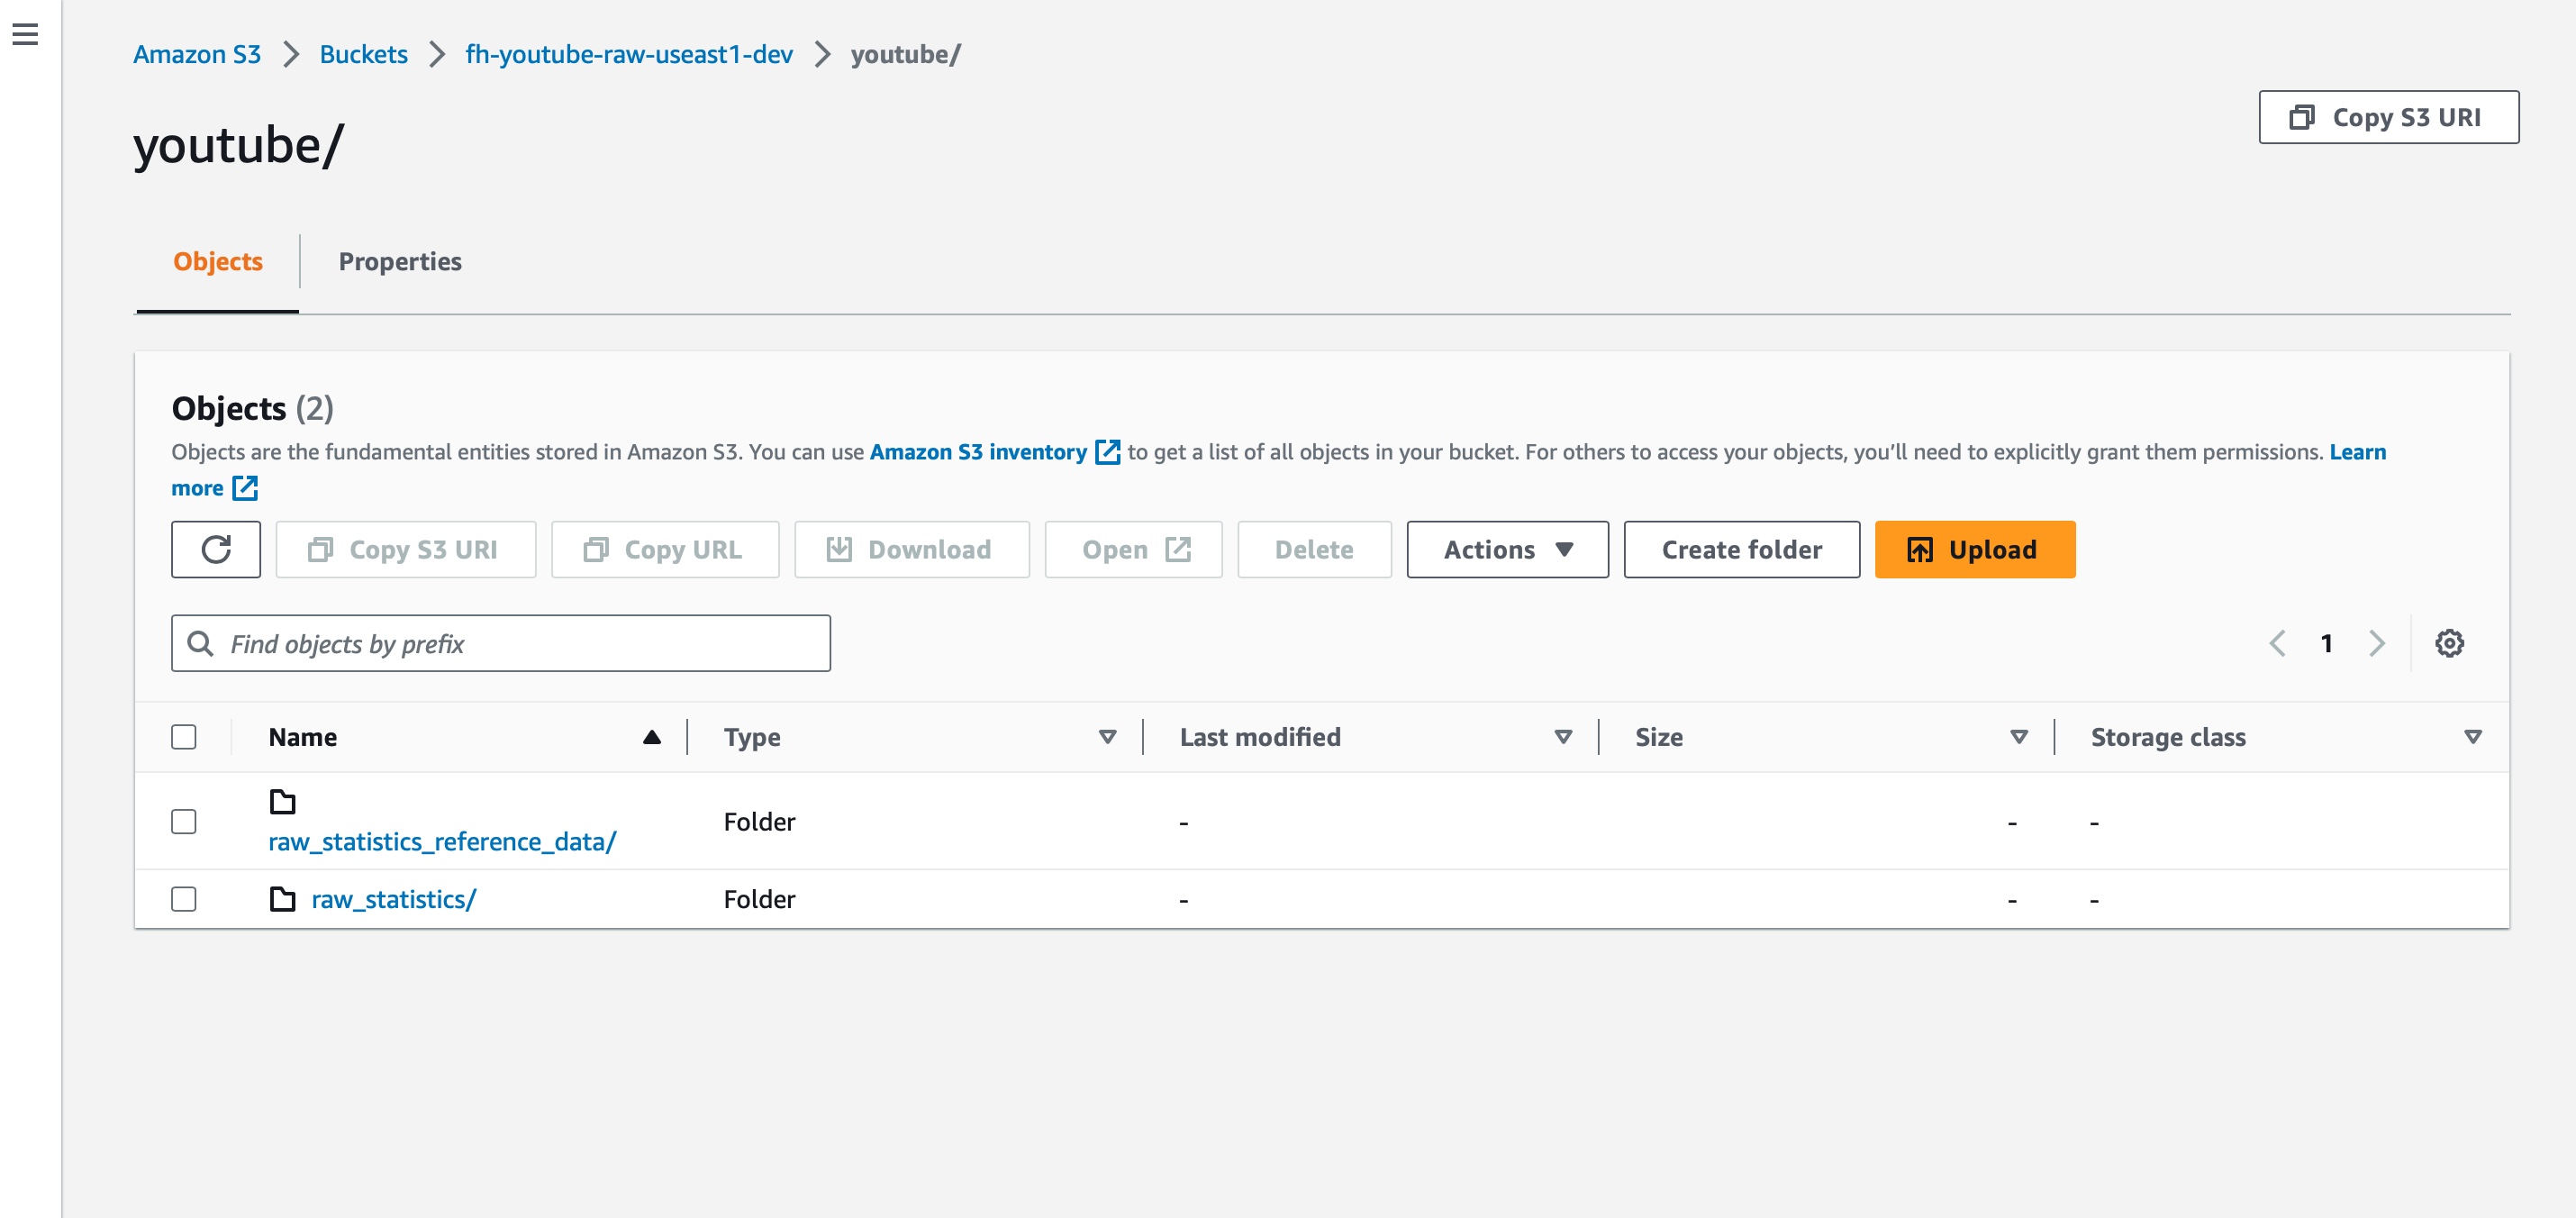 Amazon S3 > Buckets > fh-youtube-raw-useast1-dev > youtube/
youtube/
Copy S3 URI
Objects
Properties
Objects (2)
Objects are the fundamental entities stored in Amazon S3. You can use Amazon S3 inventory to get a list of all objects in your bucket. For others to access your objects, you’ll need to explicitly grant them permissions. Learn
more
Copy S3 URI
Copy URL
Download
Open
Delete
Actions
Create folder
Upload
Find objects by prefix
1
Name
Type
Last modified
Size
Storage class
raw_statistics_reference_data/
Folder
-
-
-
raw_statistics/
Folder
-
-
-